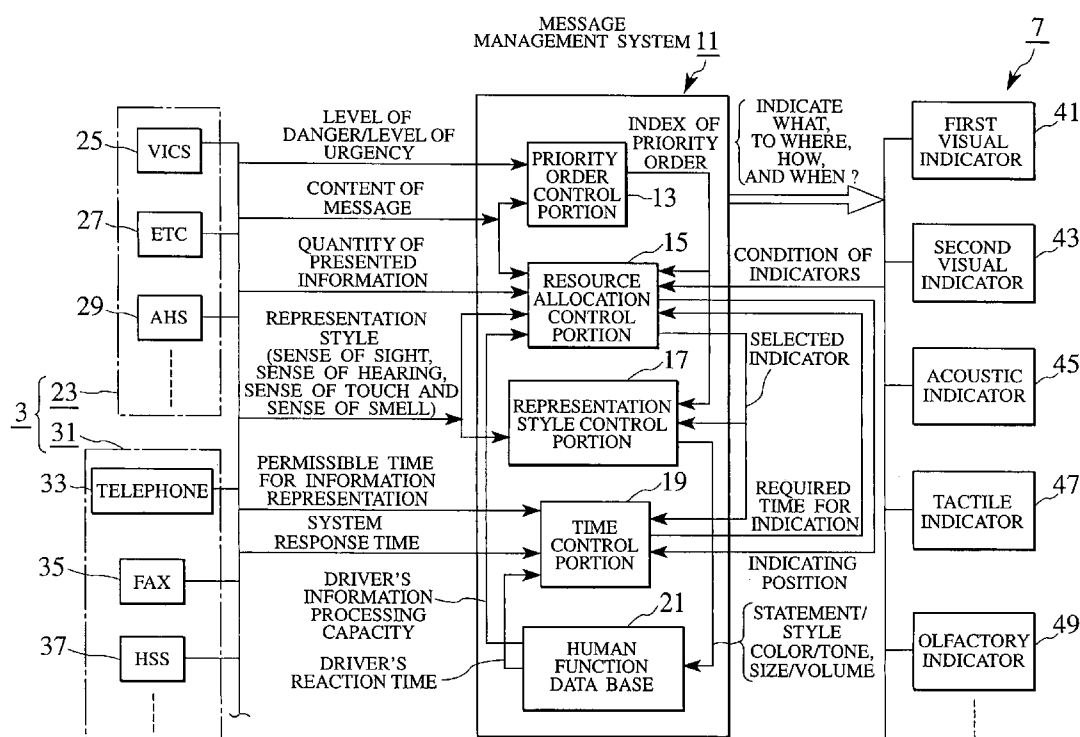 MESSAGE
MANAGEMENT SYSTEM 11
7
3
23
31
25
VICS
27
ETC
29
AHS
33
TELEPHONE
35
FAX
37
HSS
LEVEL OF
DANGER/LEVEL OF
URGENCY
CONTENT OF
MESSAGE
QUANTITY OF
PRESENTED
INFORMATION
REPRESENTATION
STYLE
(SENSE OF SIGHT,
SENSE OF HEARING,
SENSE OF TOUCH AND
SENSE OF SMELL)
PERMISSIBLE TIME
FOR INFORMATION
REPRESENTATION
SYSTEM
RESPONSE TIME
DRIVER'S
INFORMATION
PROCESSING
CAPACITY
DRIVER'S
REACTION TIME
PRIORITY
ORDER
CONTROL
PORTION
13
INDEX OF
PRIORITY
ORDER
15
RESOURCE
ALLOCATION
CONTROL
PORTION
17
REPRESENTATION
STYLE CONTROL
PORTION
19
TIME
CONTROL
PORTION
21
HUMAN
FUNCTION
DATA BASE
INDICATE
WHAT,
TO WHERE,
HOW,
AND WHEN ?
CONDITION OF
INDICATORS
SELECTED
INDICATOR
REQUIRED
TIME FOR
INDICATION
INDICATING
POSITION
STATEMENT/
STYLE
COLOR/TONE,
SIZE/VOLUME
FIRST
VISUAL
INDICATOR
41
SECOND
VISUAL
INDICATOR
43
ACOUSTIC
INDICATOR
45
TACTILE
INDICATOR
47
OLFACTORY
INDICATOR
49